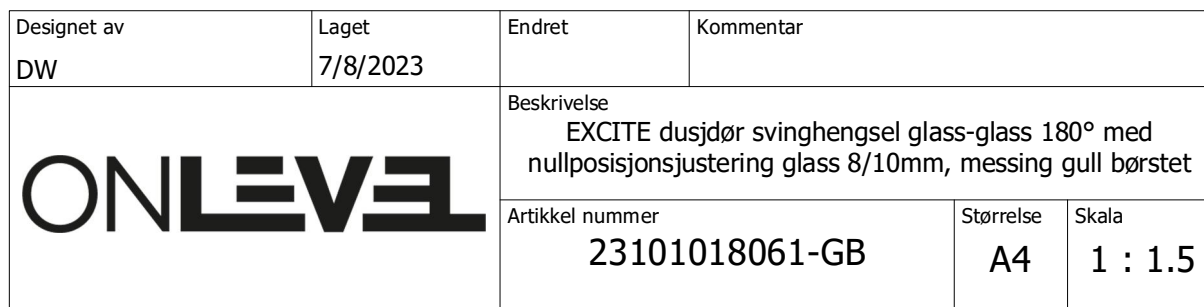 Designet av
Laget
Endret
Kommentar
DW
7/8/2023
ONLEVEL
Beskrivelse
EXCITE dusjdør svinghengsel glass-glass 180° med
nullposisjonsjustering glass 8/10mm, messing gull børstet
Artikkel nummer
Størrelse
Skala
23101018061-GB
A4
1 : 1.5